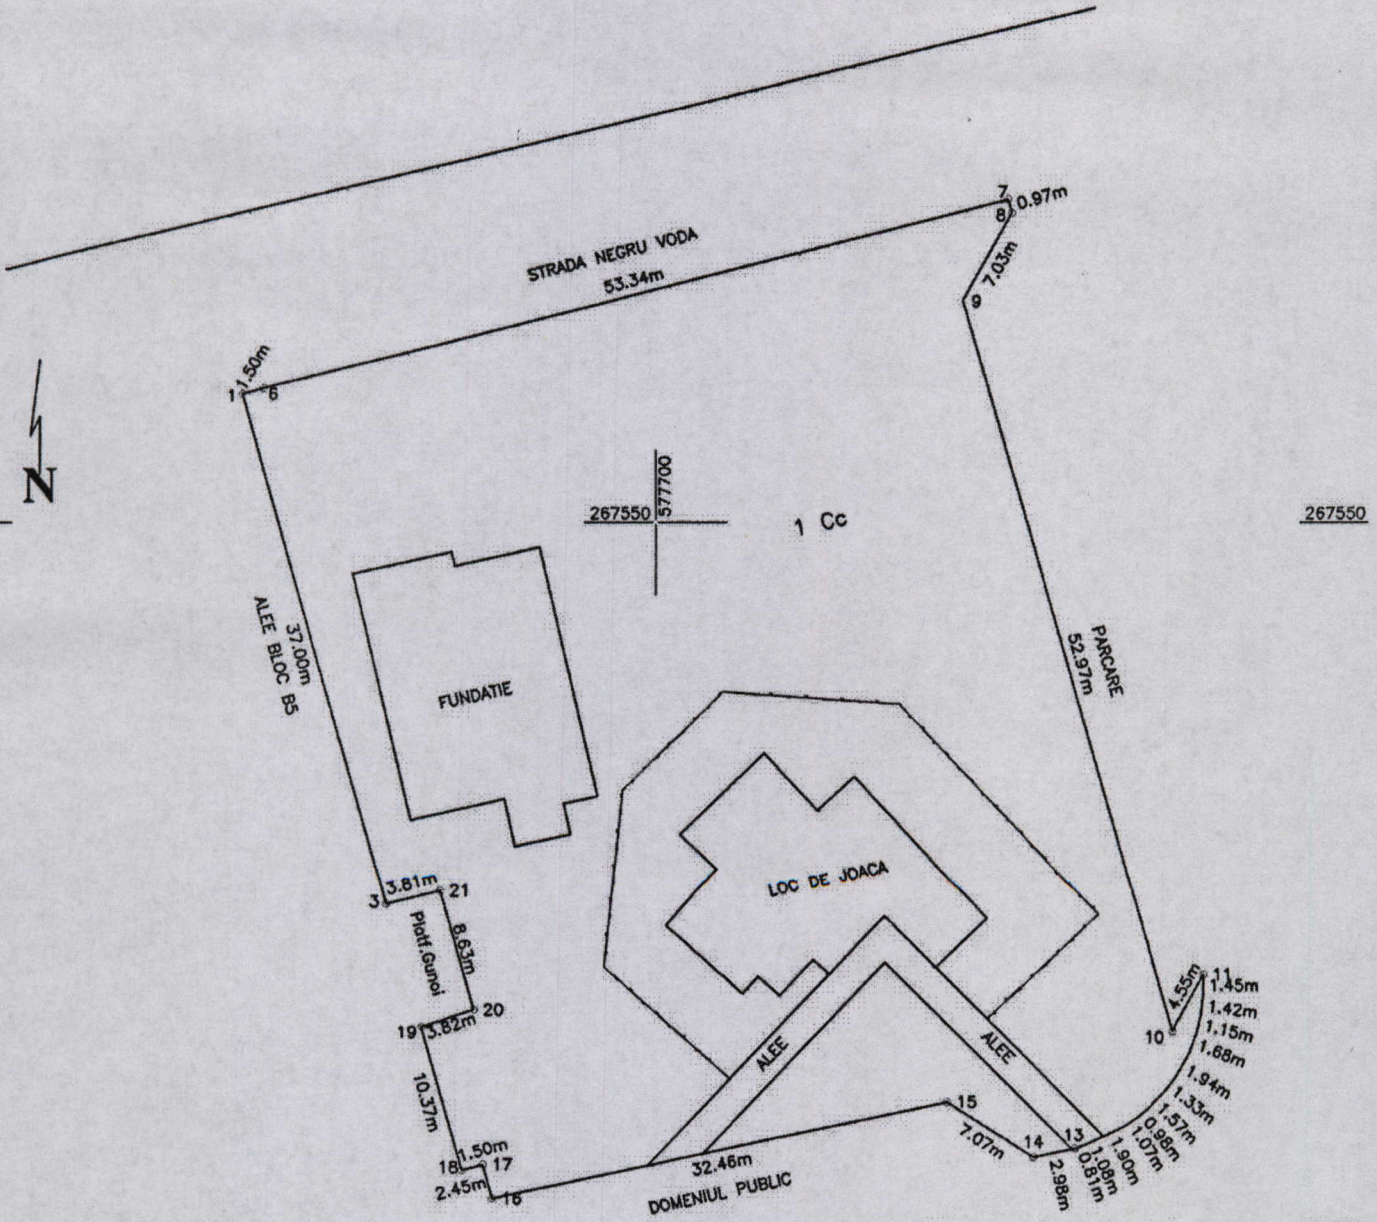 7
0.97m
8
STRADA NEGRU VODA
53.34m
7.03m
9
1.50m
1
6
N
577700
267550
1 Cc
267550
ALEE BLOC B5
37.00m
FUNDATIE
PARCARE
52.97m
LOC DE JOACA
3
3.81m
21
Platf.Gunoi
8.63m
20
19
3.82m
10.37m
18
1.50m
17
2.45m
16
ALEE
ALEE
32.46m
DOMENIUL PUBLIC
15
7.07m
14
13
2.98m
0.81m
1.08m
1.90m
1.07m
0.98m
1.57m
1.33m
1.94m
1.68m
1.15m
1.42m
1.45m
11
4.55m
10